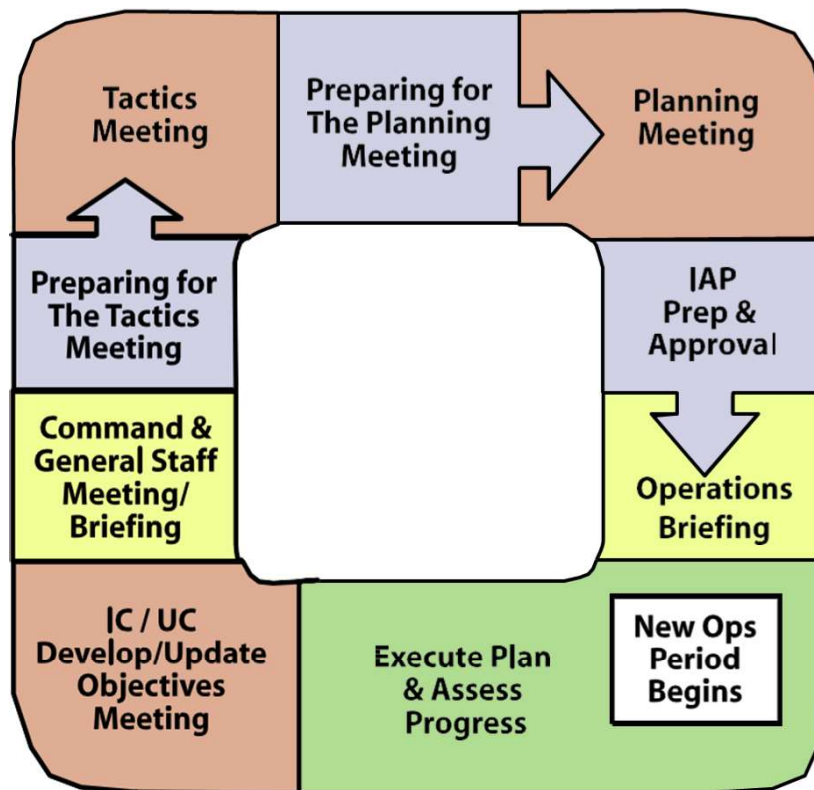 Tactics
Meeting
Preparing for
The Planning
Meeting
Planning
Meeting
Preparing for
The Tactics
Meeting
IAP
Prep &
Approval
Command &
General Staff
Meeting/
Briefing
Operations
Briefing
IC / UC
Develop/Update
Objectives
Meeting
Execute Plan
& Assess
Progress
New Ops
Period
Begins